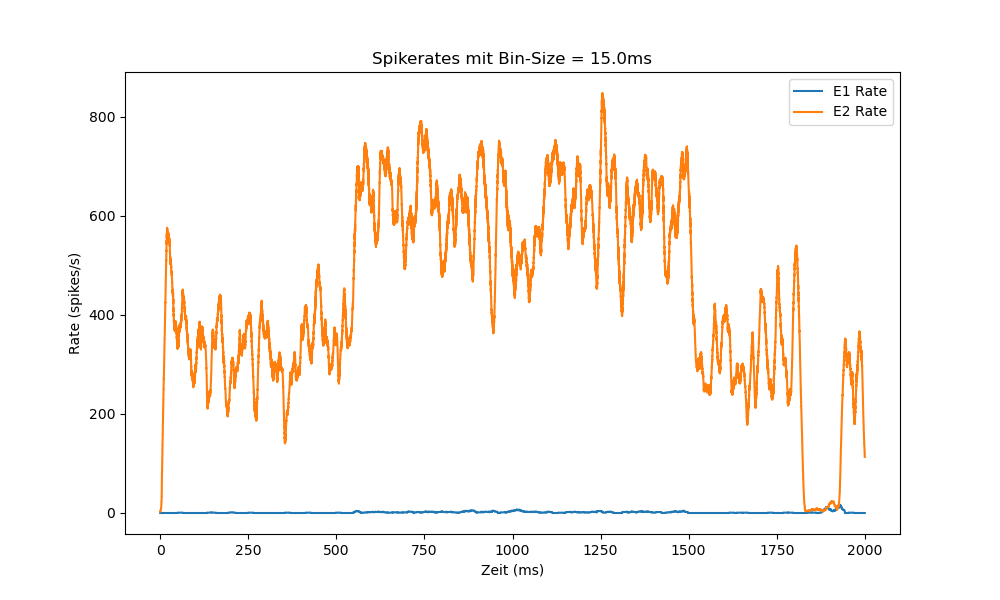 Spikerates mit Bin-Size = 15.0ms
E1 Rate
E2 Rate
Rate (spikes/s)
800
600
400
200
0
0 250 500 750 1000 1250 1500 1750 2000
Zeit (ms)